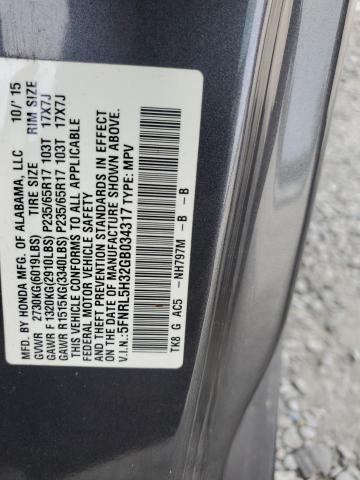 MFD. BY HONDA MFG. OF ALABAMA, LLC 10/'15
GVWR 2730KG(6019LBS) TIRE SIZE RIM SIZE
GAWR F 1320KG(2910LBS) P235/65R17 103T 17X7J
GAWR R1515KG(3340LBS) P235/65R17 103T 17X7J
THIS VEHICLE CONFORMS TO ALL APPLICABLE
FEDERAL MOTOR VEHICLE SAFETY
AND THEFT PREVENTION STANDARDS IN EFFECT
ON THE DATE OF MANUFACTURE SHOWN ABOVE.
V.I.N.:5FNRL5H32GB034317 TYPE: MPV
TK8 G AC5 -NH797M -B -B